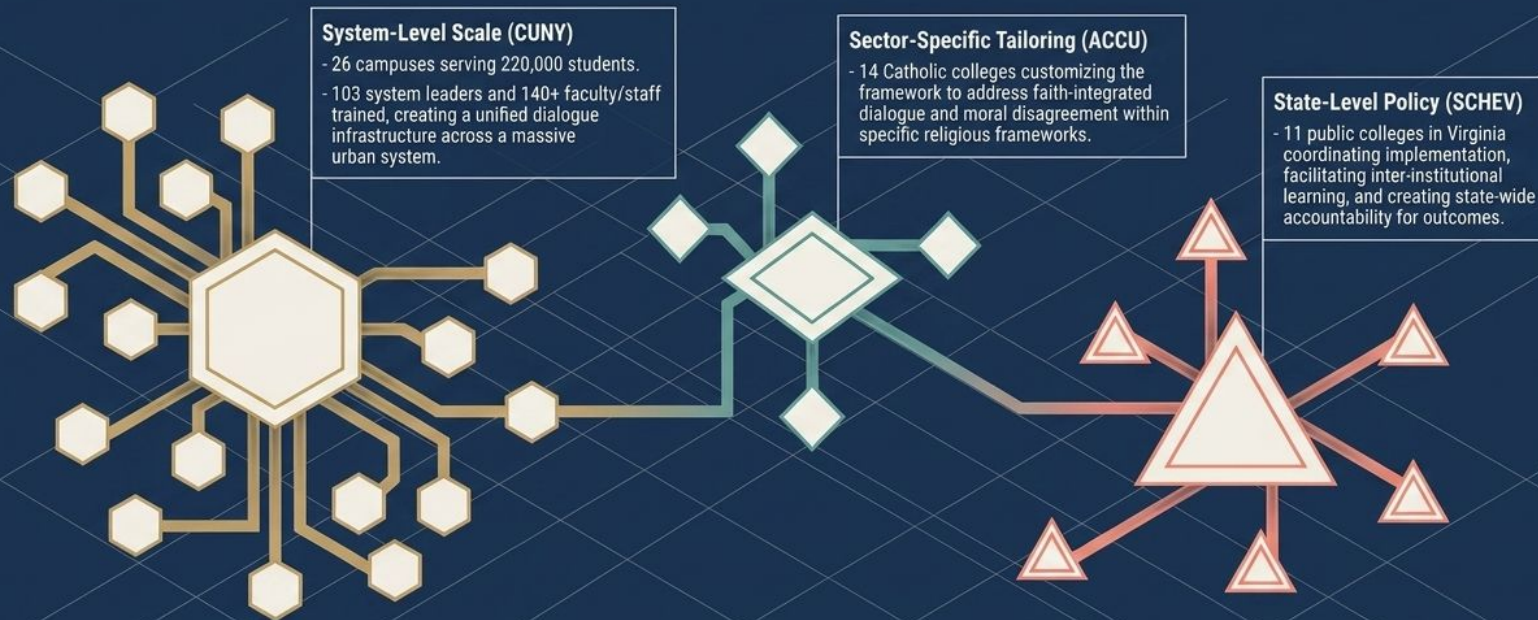 System-Level Scale (CUNY)
- 26 campuses serving 220,000 students.
- 103 system leaders and 140+ faculty/staff
trained, creating a unified dialogue
infrastructure across a massive
urban system.
Sector-Specific Tailoring (ACCU)
- 14 Catholic colleges customizing the
framework to address faith-integrated
dialogue and moral disagreement within
specific religious frameworks.
State-Level Policy (SCHEV)
- 11 public colleges in Virginia
coordinating implementation,
facilitating inter-institutional
learning, and creating state-wide
accountability for outcomes.